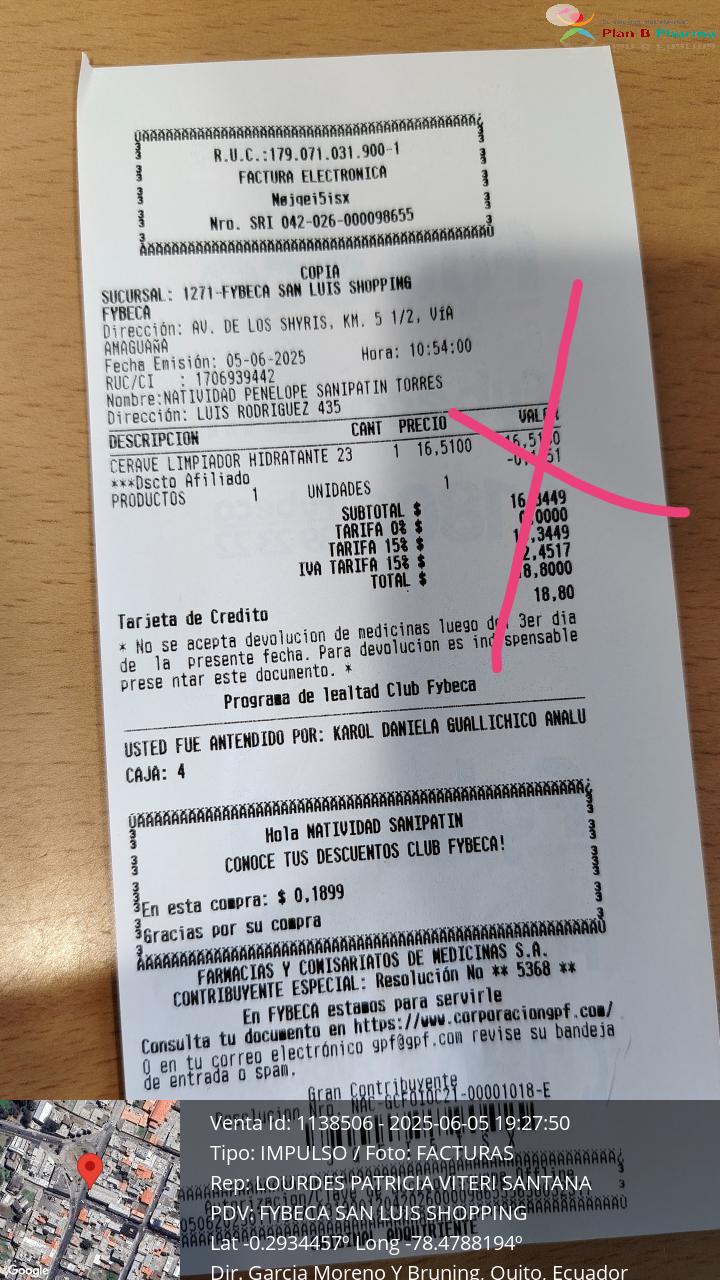 Plan B Pharma
R.U.C.:179.071.031.900-1
FACTURA ELECTRONICA
Nøjqei5isx
Nro. SRI 042-026-000098655
COPIA
SUCURSAL: 1271-FYBECA SAN LUIS SHOPPING
FYBECA
Dirección: AV. DE LOS SHYRIS, KM. 5 1/2, VíA
AMAGUAñA
Fecha Emisión: 05-06-2025 Hora: 10:54:00
RUC/CI : 1706939442
Nombre:NATIVIDAD PENELOPE SANIPATIN TORRES
Dirección: LUIS RODRIGUEZ 435
DESCRIPCION CANT PRECIO VALOR
CERAVE LIMPIADOR HIDRATANTE 23 1 16,5100
***Dscto Afiliado
PRODUCTOS 1 UNIDADES 1
SUBTOTAL $ 16,3449
TARIFA 0% $ 0,0000
TARIFA 15% $
IVA TARIFA 15% $ 2,4517
TOTAL $ 18,8000
18,80
Tarjeta de Credito
* No se acepta devolucion de medicinas luego del 3er dia
de la presente fecha. Para devolucion es indispensable
prese ntar este documento. *
Programa de lealtad Club Fybeca
USTED FUE ANTENDIDO POR: KAROL DANIELA GUALLICHICO ANALU
CAJA: 4
Hola NATIVIDAD SANIPATIN
CONOCE TUS DESCUENTOS CLUB FYBECA!
En esta compra: $ 0,1899
Gracias por su compra
FARMACIAS Y COMISARIATOS DE MEDICINAS S.A.
CONTRIBUYENTE ESPECIAL: Resolución No ** 5368 **
En FYBECA estamos para servirle
Consulta tu documento en https://www.corporaciongpf.com/
O en tu correo electrónico gpf@gpf.com revise su bandeja
de entrada o spam.
Gran Contribuyente
Venta Id: 1138506 - 2025-06-05 19:27:50
Tipo: IMPULSO / Foto: FACTURAS
Rep: LOURDES PATRICIA VITERI SANTANA
PDV: FYBECA SAN LUIS SHOPPING
Lat -0.2934457º Long -78.4788194º
Dir. Garcia Moreno Y Bruning, Quito, Ecuador
Google